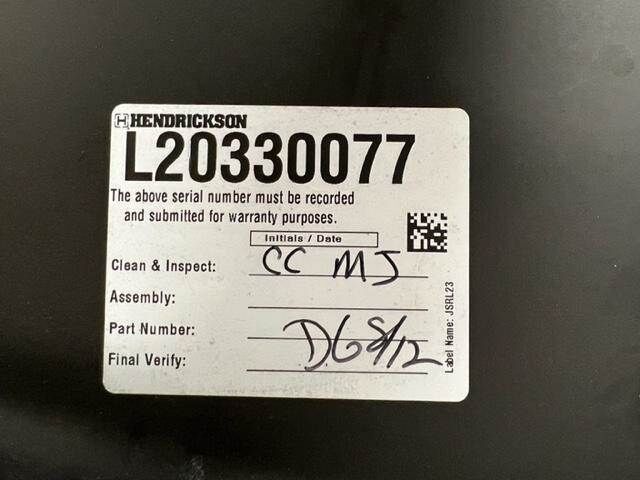 HENDRICKSON
L20330077
The above serial number must be recorded
and submitted for warranty purposes.
Initials / Date
Clean & Inspect: CC MJ
Assembly:
Part Number:
Final Verify: DG 8/12
Label Name: JSRL23